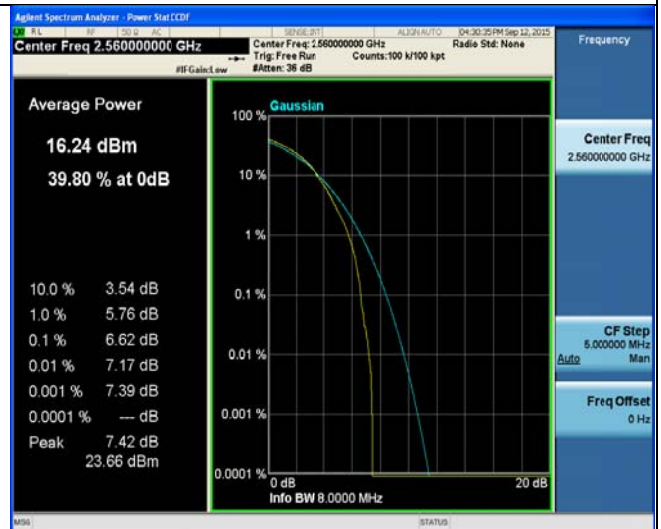 Agilent Spectrum Analyzer - Power Stat CCDF
RL RF 50 Ω AC SENSE:INT ALIGN AUTO 04:30:35 PM Sep 12, 2015
Center Freq 2.560000000 GHz
Center Freq: 2.560000000 GHz Radio Std: None
Trig: Free Run Counts:100 k/100 kpt
#IFGain:Low #Atten: 36 dB
Frequency
Average Power
16.24 dBm
39.80 % at 0dB
10.0 % 3.54 dB
1.0 % 5.76 dB
0.1 % 6.62 dB
0.01 % 7.17 dB
0.001 % 7.39 dB
0.0001 % --- dB
Peak 7.42 dB
23.66 dBm
Gaussian
100 %
10 %
1 %
0.1 %
0.01 %
0.001 %
0.0001 %
0 dB 20 dB
Info BW 8.0000 MHz
Center Freq
2.560000000 GHz
CF Step
5.000000 MHz
Auto Man
Freq Offset
0 Hz
MSG STATUS